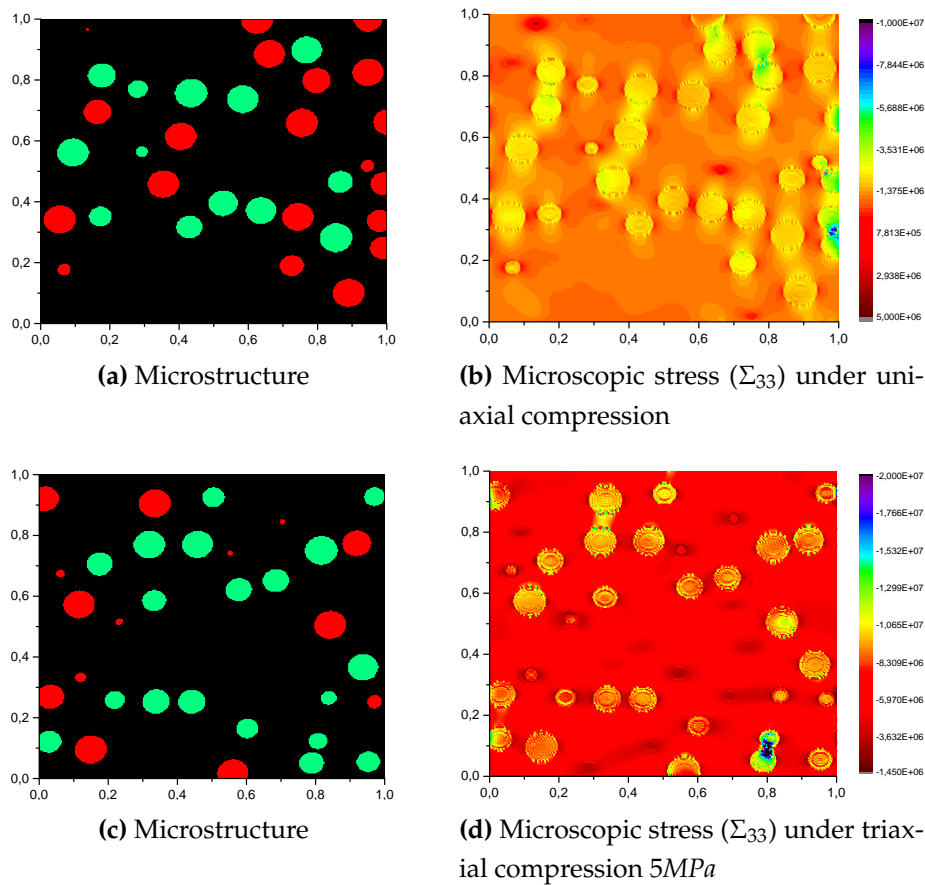 1,0
0,8
0,6
0,4
0,2
0,0
0,0 0,2 0,4 0,6 0,8 1,0
(a) Microstructure
1,0
0,8
0,6
0,4
0,2
0,0
0,0 0,2 0,4 0,6 0,8 1,0
-1,000E+07
-7,844E+06
-5,688E+06
-3,531E+06
-1,375E+06
7,813E+05
2,938E+06
5,000E+06
(b) Microscopic stress (Σ33) under uni-
axial compression
1,0
0,8
0,6
0,4
0,2
0,0
0,0 0,2 0,4 0,6 0,8 1,0
(c) Microstructure
1,0
0,8
0,6
0,4
0,2
0,0
0,0 0,2 0,4 0,6 0,8 1,0
-2,000E+07
-1,766E+07
-1,532E+07
-1,299E+07
-1,065E+07
-8,309E+06
-5,970E+06
-3,632E+06
-1,450E+06
(d) Microscopic stress (Σ33) under triax-
ial compression 5MPa